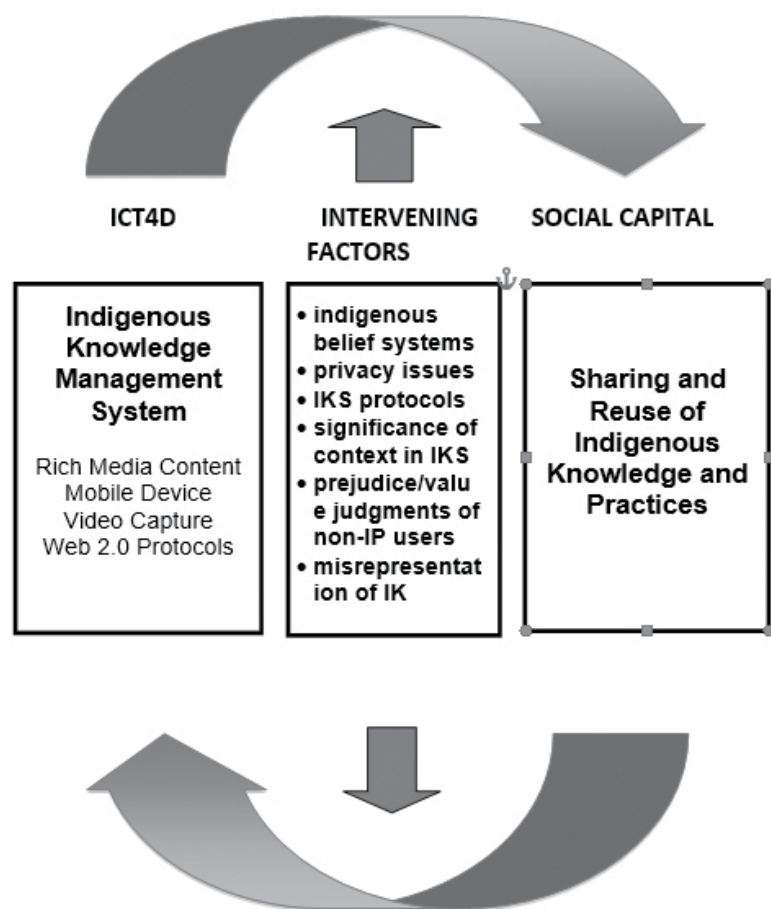 ICT4D
INTERVENING
FACTORS
SOCIAL CAPITAL
Indigenous
Knowledge
Management
System
Rich Media Content
Mobile Device
Video Capture
Web 2.0 Protocols
• indigenous
belief systems
• privacy issues
• IKS protocols
• significance of
context in IKS
• prejudice/valu
e judgments of
non-IP users
• misrepresentat
ion of IK
Sharing and
Reuse of
Indigenous
Knowledge and
Practices